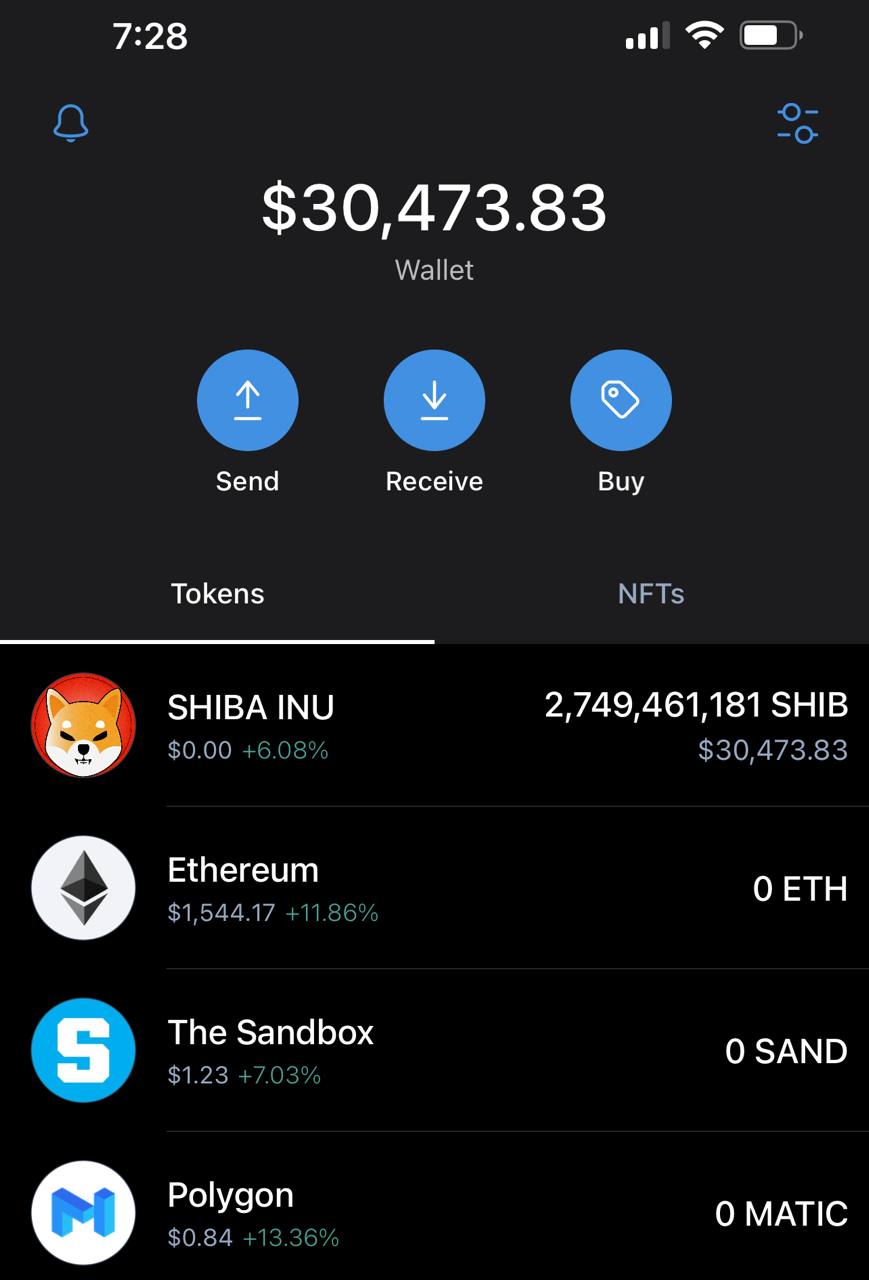 7:28
$30,473.83
Wallet
Send Receive Buy
Tokens NFTs
SHIBA INU 2,749,461,181 SHIB
$0.00 +6.08% $30,473.83
Ethereum 0 ETH
$1,544.17 +11.86%
The Sandbox 0 SAND
$1.23 +7.03%
Polygon 0 MATIC
$0.84 +13.36%